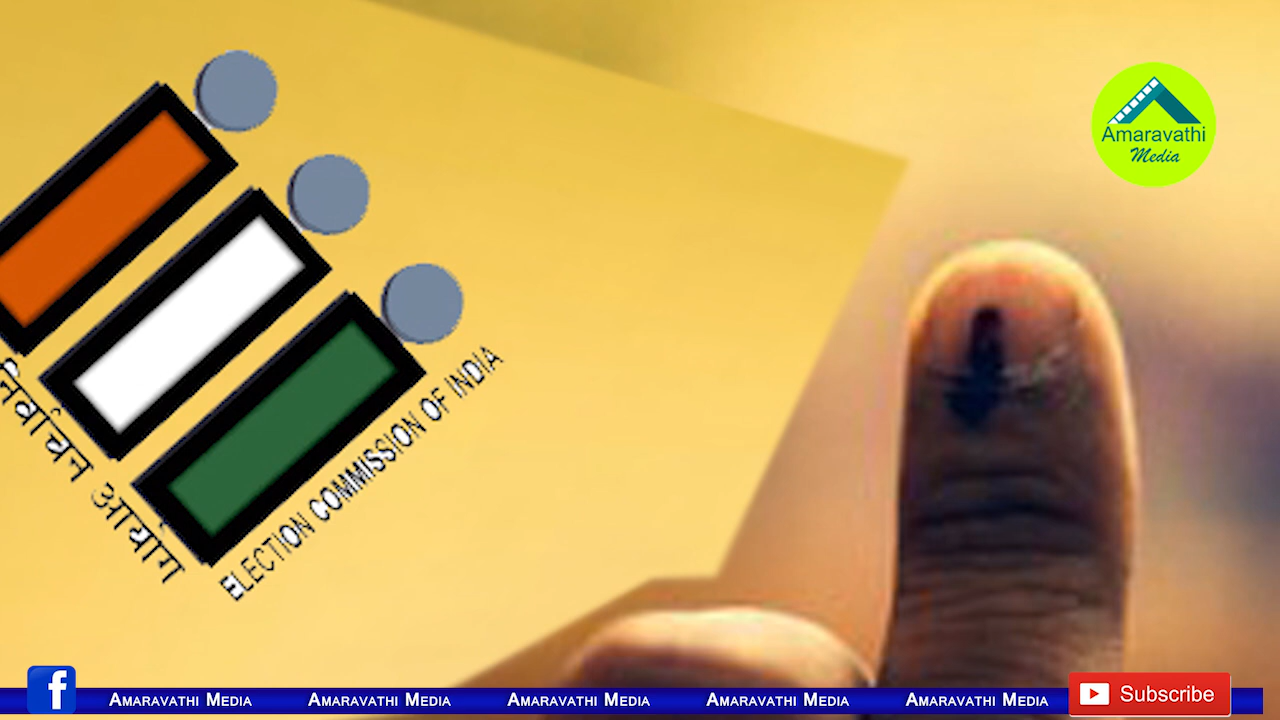 Amaravathi
Media
निर्वाचन आयोग
ELECTION COMMISSION OF INDIA
f
AMARAVATHI MEDIA AMARAVATHI MEDIA AMARAVATHI MEDIA AMARAVATHI MEDIA AMARAVATHI MEDIA
Subscribe